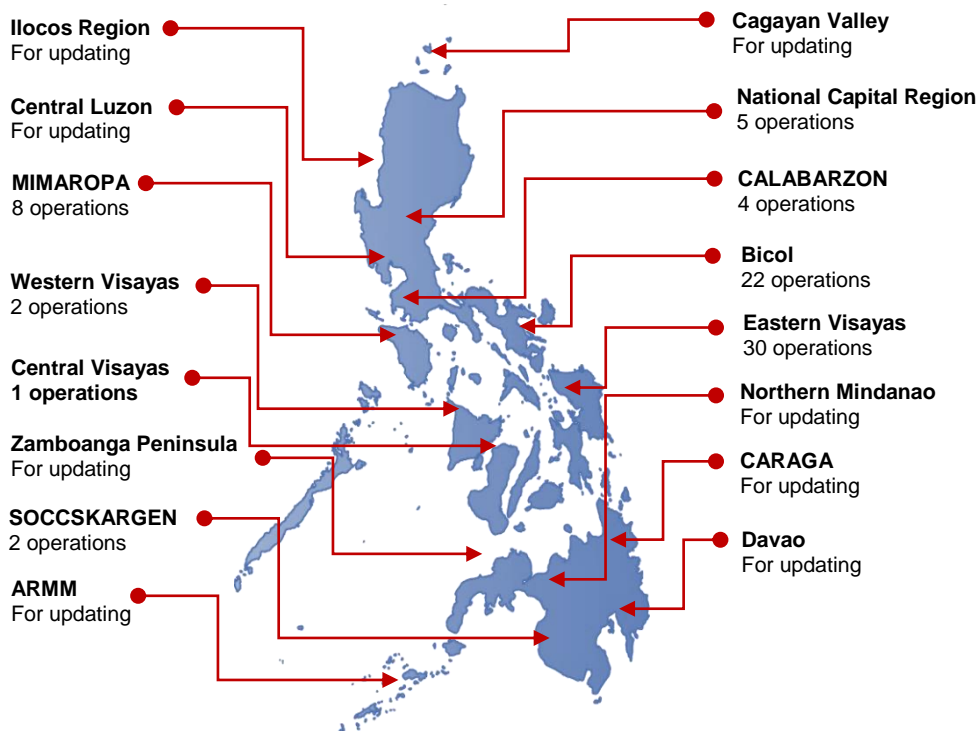 Ilocos Region
For updating
Central Luzon
For updating
MIMAROPA
8 operations
Western Visayas
2 operations
Central Visayas
1 operations
Zamboanga Peninsula
For updating
SOCCSKARGEN
2 operations
ARMM
For updating
Cagayan Valley
For updating
National Capital Region
5 operations
CALABARZON
4 operations
Bicol
22 operations
Eastern Visayas
30 operations
Northern Mindanao
For updating
CARAGA
For updating
Davao
For updating